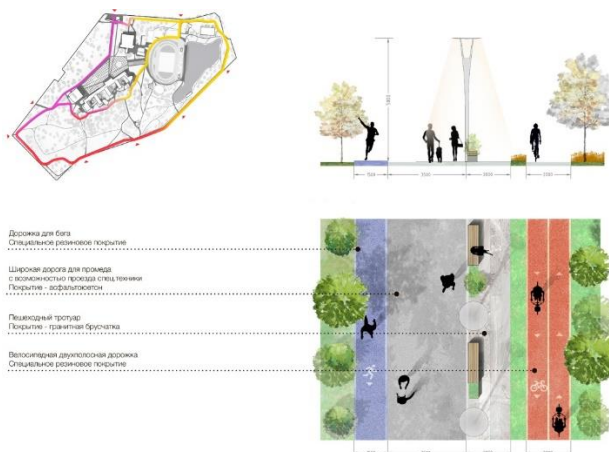 Дорожка для бега
Специальное резиновое покрытие
Широкая дорога для промеда
с возможностью проезда спец.техники
Покрытие - асфальтобетон
Пешеходный тротуар
Покрытие - гранитная брусчатка
Велосипедная двухполосная дорожка
Специальное резиновое покрытие